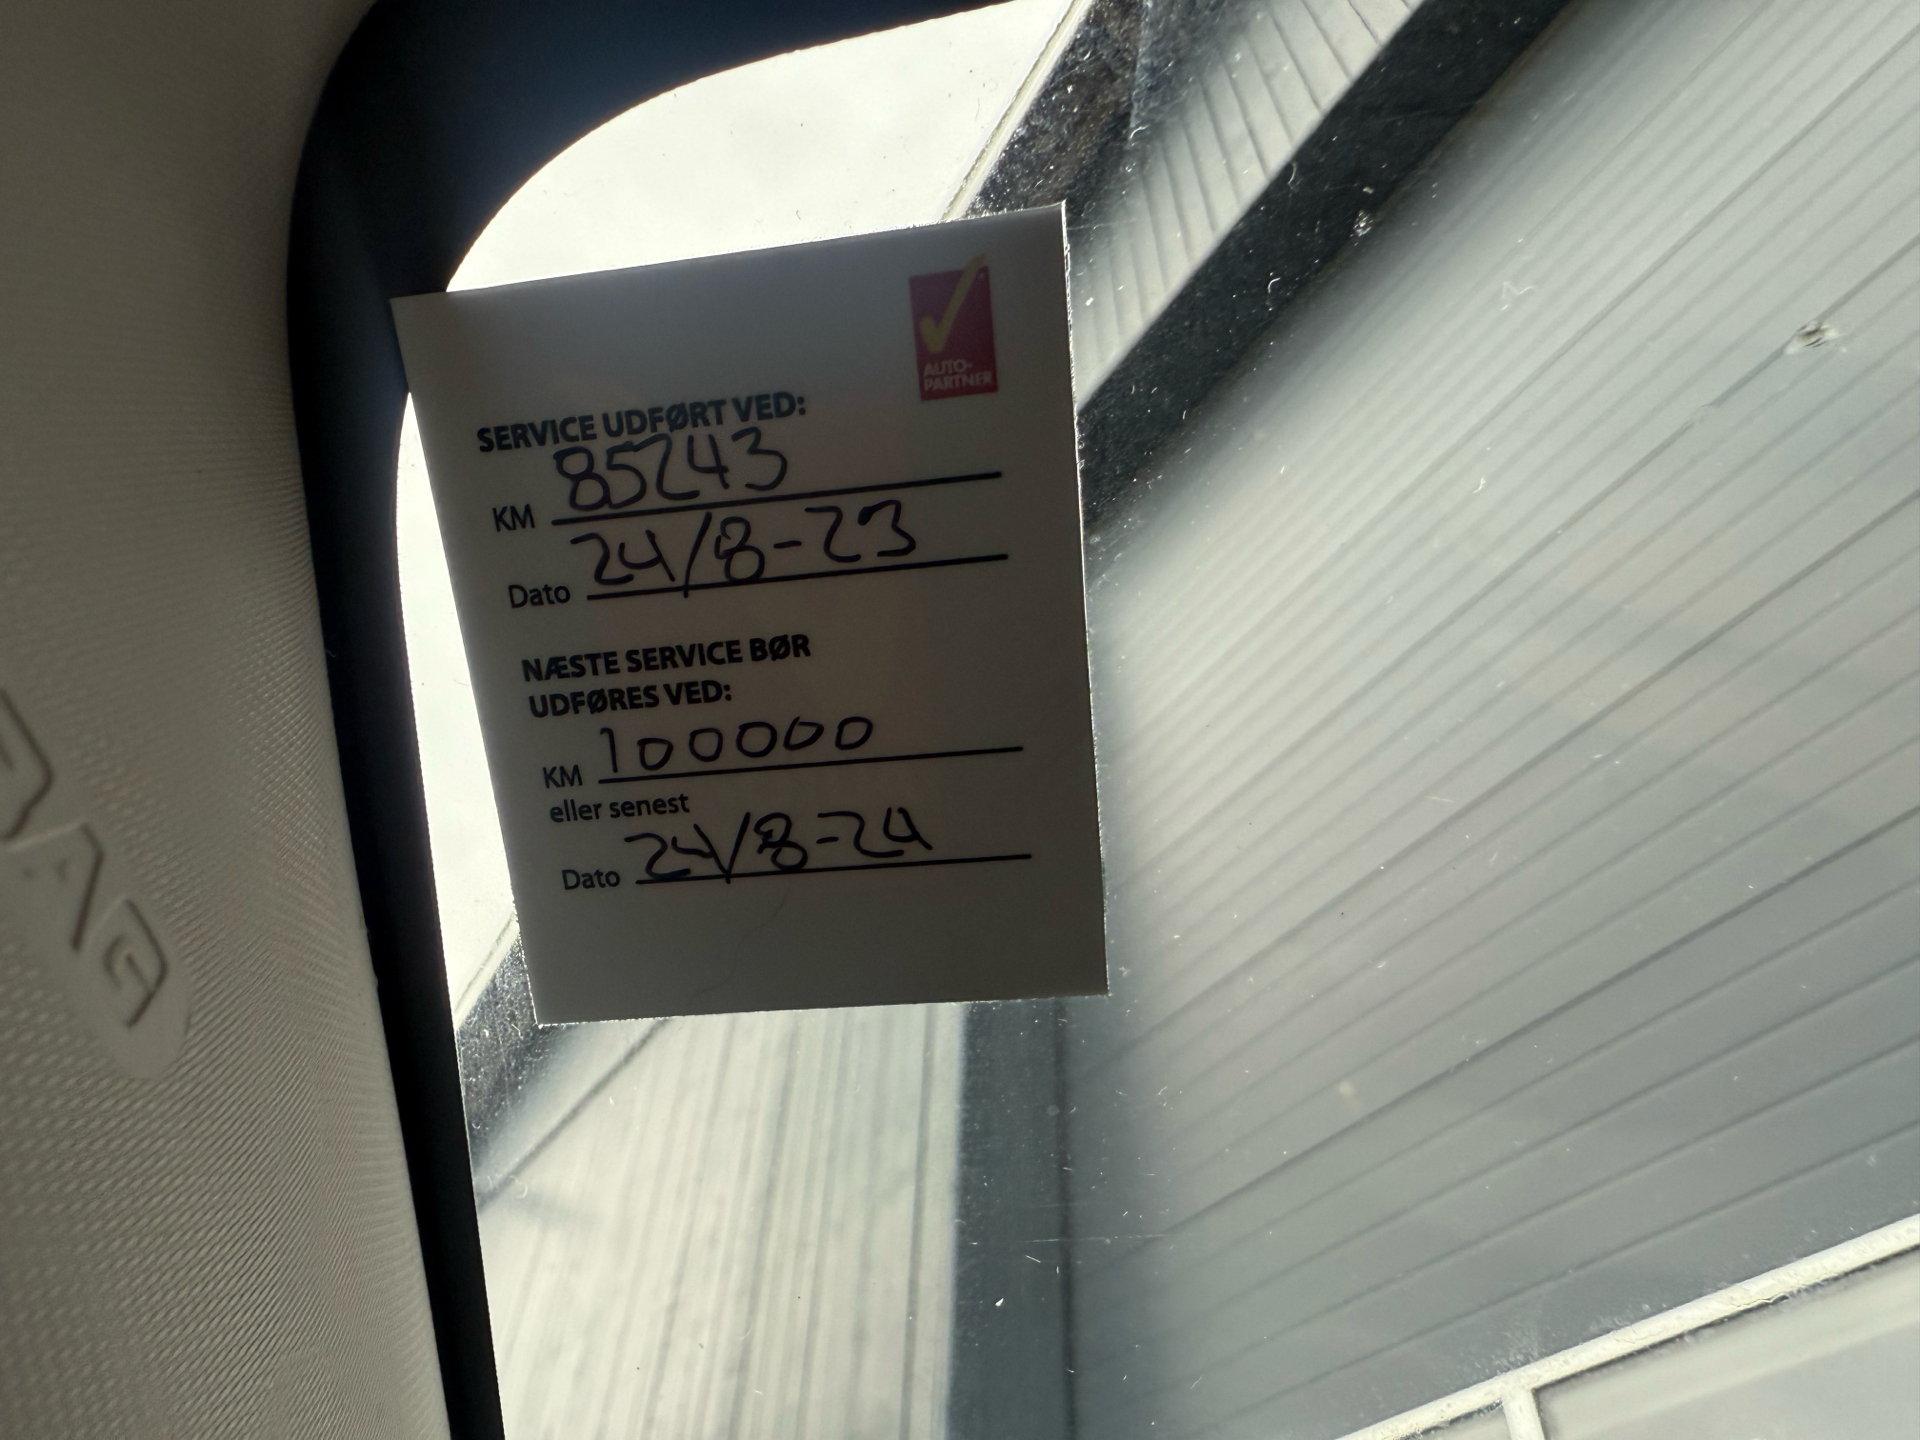 AUTO-
PARTNER
SERVICE UDFØRT VED:
KM 85243
Dato 24/8-23
NÆSTE SERVICE BØR
UDFØRES VED:
KM 100000
eller senest
Dato 24/8-24